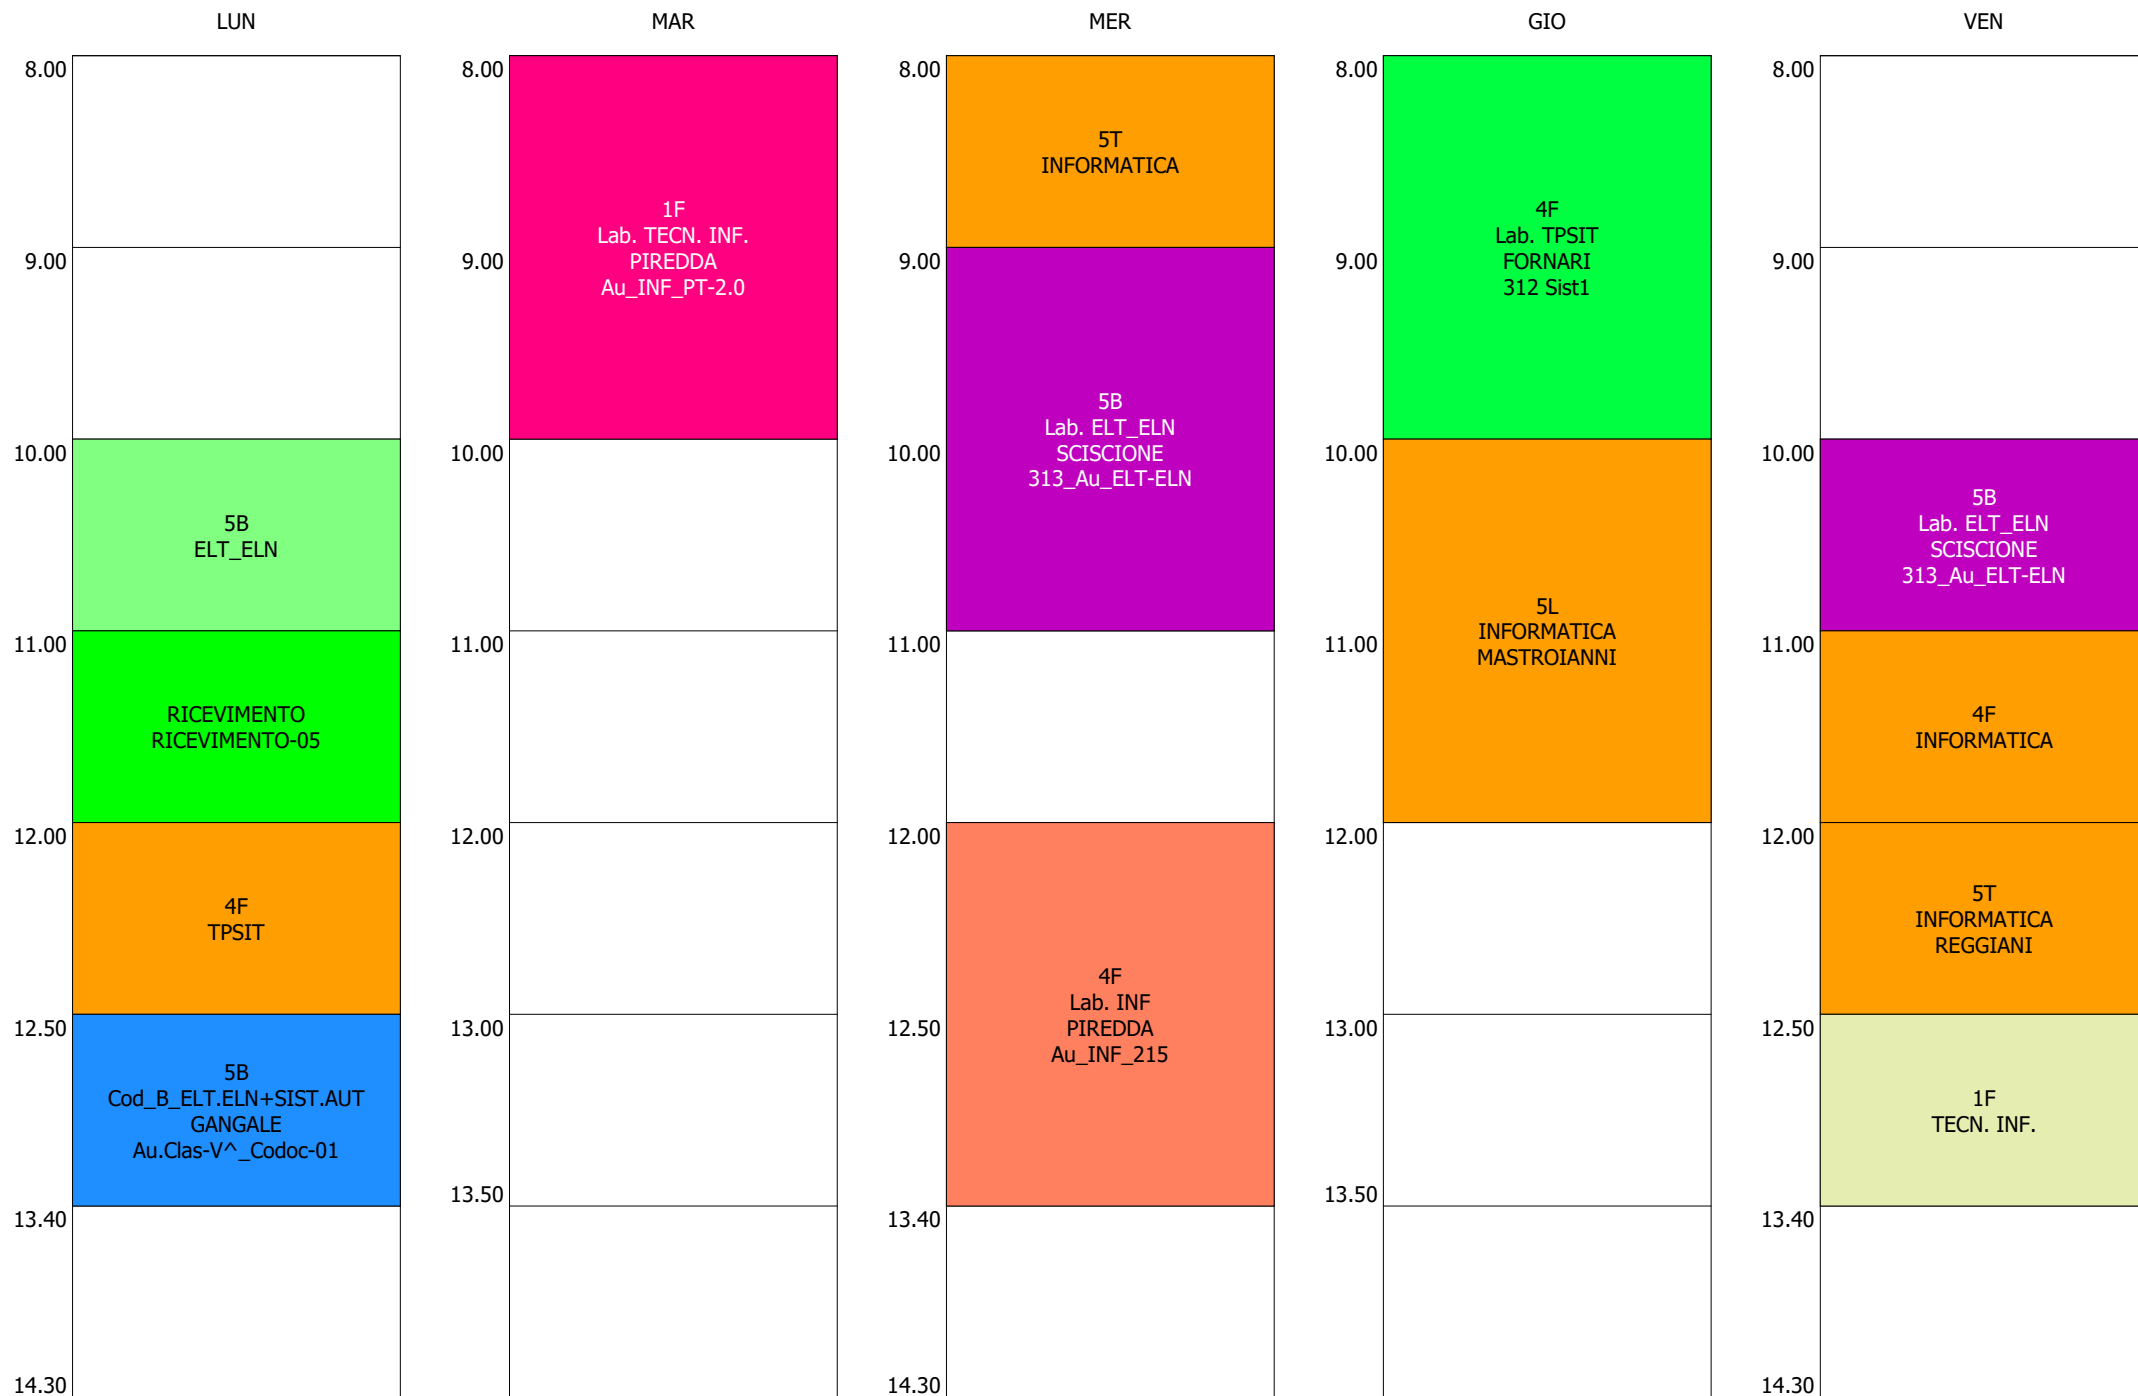 LUN
MAR
MER
GIO
VEN
8.00
9.00
10.00
5B
ELT_ELN
11.00
RICEVIMENTO
RICEVIMENTO-05
12.00
4F
TPSIT
12.50
5B
Cod_B_ELT.ELN+SIST.AUT
GANGALE
Au.Clas-V^_Codoc-01
13.40
14.30
8.00
1F
Lab. TECN. INF.
PIREDDA
Au_INF_PT-2.0
9.00
10.00
11.00
12.00
13.00
13.50
8.00
5T
INFORMATICA
9.00
5B
Lab. ELT_ELN
SCISCIONE
313_Au_ELT-ELN
10.00
11.00
12.00
4F
Lab. INF
PIREDDA
Au_INF_215
12.50
13.40
14.30
8.00
4F
Lab. TPSIT
FORNARI
312 Sist1
9.00
10.00
5L
INFORMATICA
MASTROIANNI
11.00
12.00
13.00
13.50
8.00
9.00
10.00
5B
Lab. ELT_ELN
SCISCIONE
313_Au_ELT-ELN
11.00
4F
INFORMATICA
12.00
5T
INFORMATICA
REGGIANI
12.50
1F
TECN. INF.
13.40
14.30